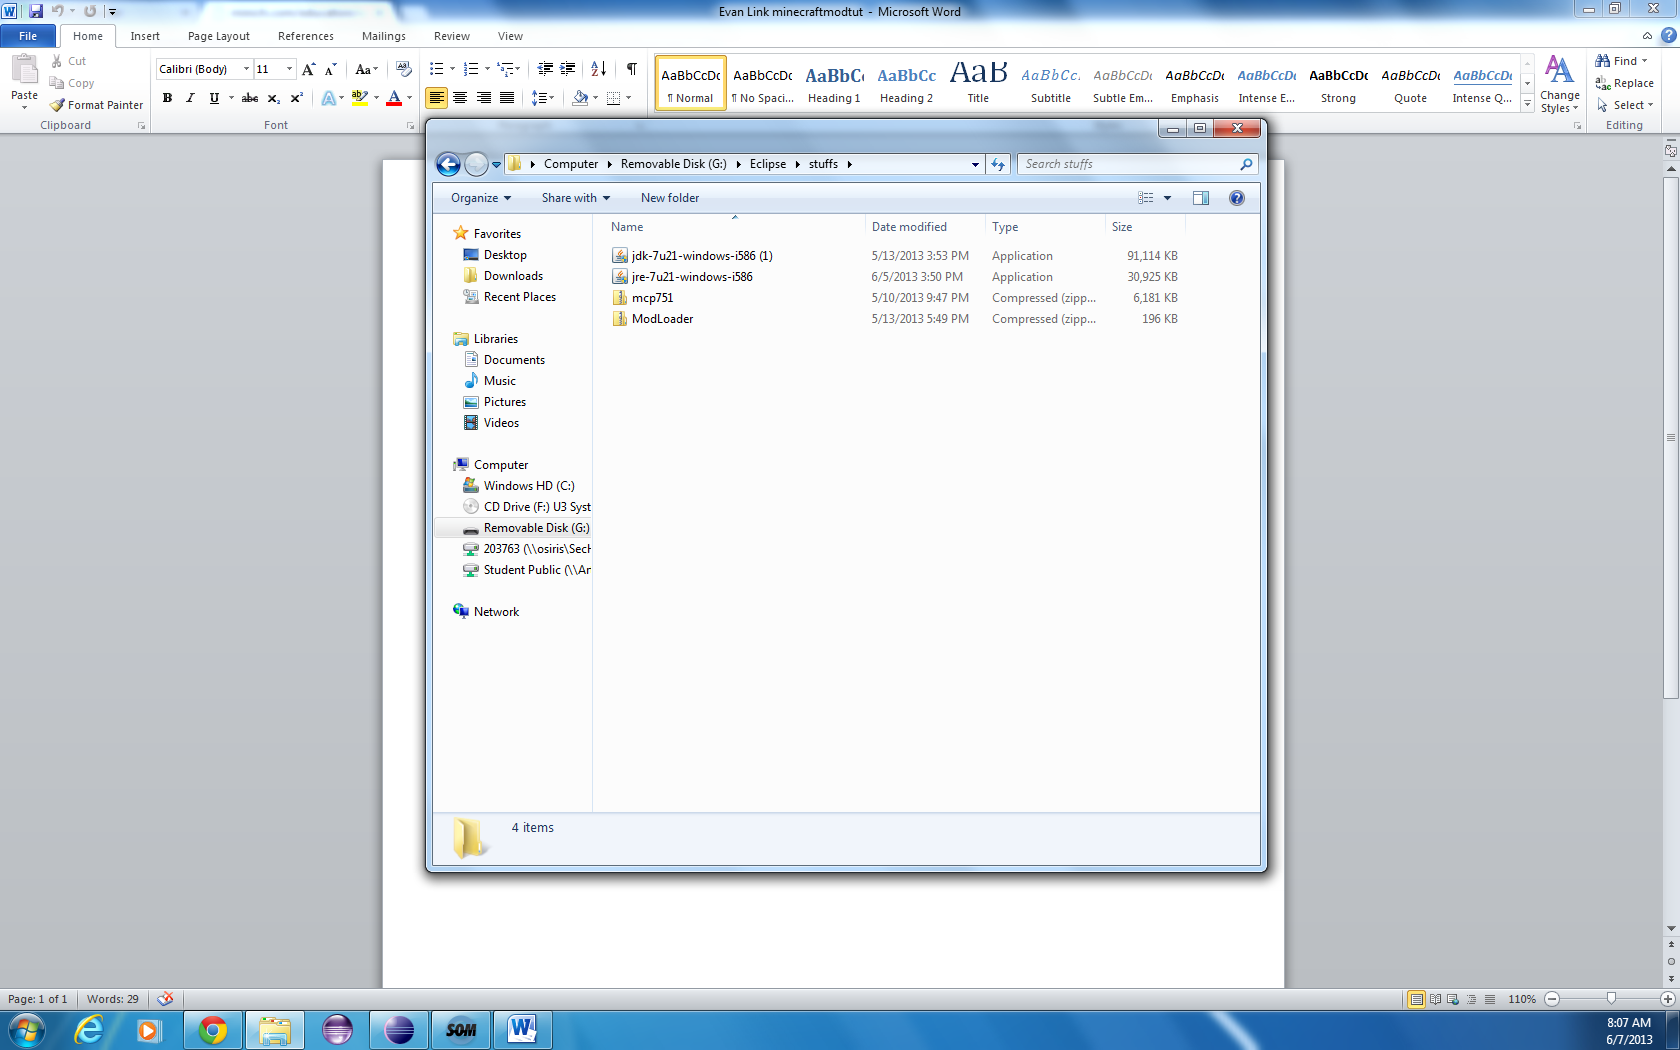 Evan Link minecraftmodtut - Microsoft Word
File Home Insert Page Layout References Mailings Review View
Paste Cut Copy Format Painter Clipboard
Calibri (Body) 11 Font
AaBbCcDc ¶ Normal
AaBbCcDc ¶ No Spaci...
AaBbCc Heading 1
AaBbCc Heading 2
AaB Title
AaBbCc. Subtitle
AaBbCcDc Subtle Em...
AaBbCcDc Emphasis
AaBbCcDc Intense E...
AaBbCcDc Strong
AaBbCcDc Quote
AaBbCcDc Intense Q...
Change Styles
Find Replace Select Editing
Computer Removable Disk (G:) Eclipse stuffs
Search stuffs
Organize Share with New folder
Name Date modified Type Size
jdk-7u21-windows-i586 (1) 5/13/2013 3:53 PM Application 91,114 KB
jre-7u21-windows-i586 6/5/2013 3:50 PM Application 30,925 KB
mcp751 5/10/2013 9:47 PM Compressed (zipp... 6,181 KB
ModLoader 5/13/2013 5:49 PM Compressed (zipp... 196 KB
Favorites
Desktop
Downloads
Recent Places
Libraries
Documents
Music
Pictures
Videos
Computer
Windows HD (C:)
CD Drive (F:) U3 Syst
Removable Disk (G:)
203763 (\\osiris\Secl
Student Public (\\Ar
Network
4 items
Page: 1 of 1 Words: 29 110%
SOM
8:07 AM
6/7/2013